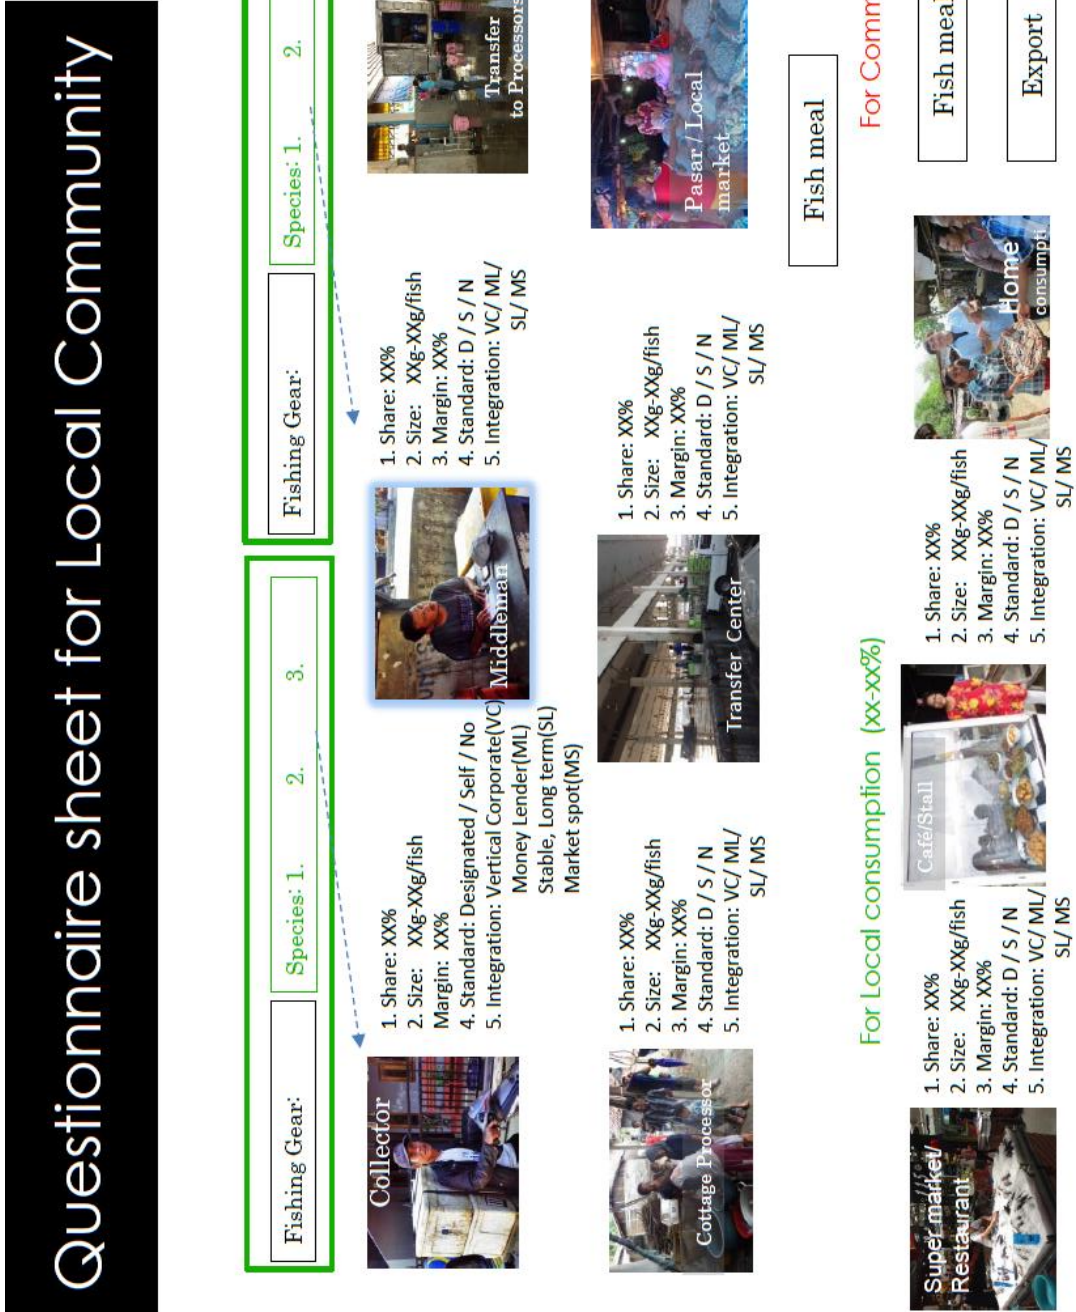 Questionnaire sheet for Local Community
Fishing Gear:
Species: 1. 2. 3.
Fishing Gear:
Species: 1. 2.
Collector
1. Share: XX%
2. Size: XXg-XXg/fish
Margin: XX%
4. Standard: Designated / Self / No
5. Integration: Vertical Corporate(VC)
Money Lender(ML)
Stable, Long term(SL)
Market spot(MS)
Middleman
1. Share: XX%
2. Size: XXg-XXg/fish
3. Margin: XX%
4. Standard: D / S / N
5. Integration: VC/ ML/
SL/ MS
Transfer
to Processors
Cottage Processor
1. Share: XX%
2. Size: XXg-XXg/fish
3. Margin: XX%
4. Standard: D / S / N
5. Integration: VC/ ML/
SL/ MS
Transfer Center
1. Share: XX%
2. Size: XXg-XXg/fish
3. Margin: XX%
4. Standard: D / S / N
5. Integration: VC/ ML/
SL/ MS
Pasar / Local
market
Fish meal
For Local consumption (xx-xx%)
For Comm
Super market/
Restaurant
1. Share: XX%
2. Size: XXg-XXg/fish
3. Margin: XX%
4. Standard: D / S / N
5. Integration: VC/ ML/
SL/ MS
Café/Stall
1. Share: XX%
2. Size: XXg-XXg/fish
3. Margin: XX%
4. Standard: D / S / N
5. Integration: VC/ ML/
SL/ MS
Home
consumpti
Fish meal
Export